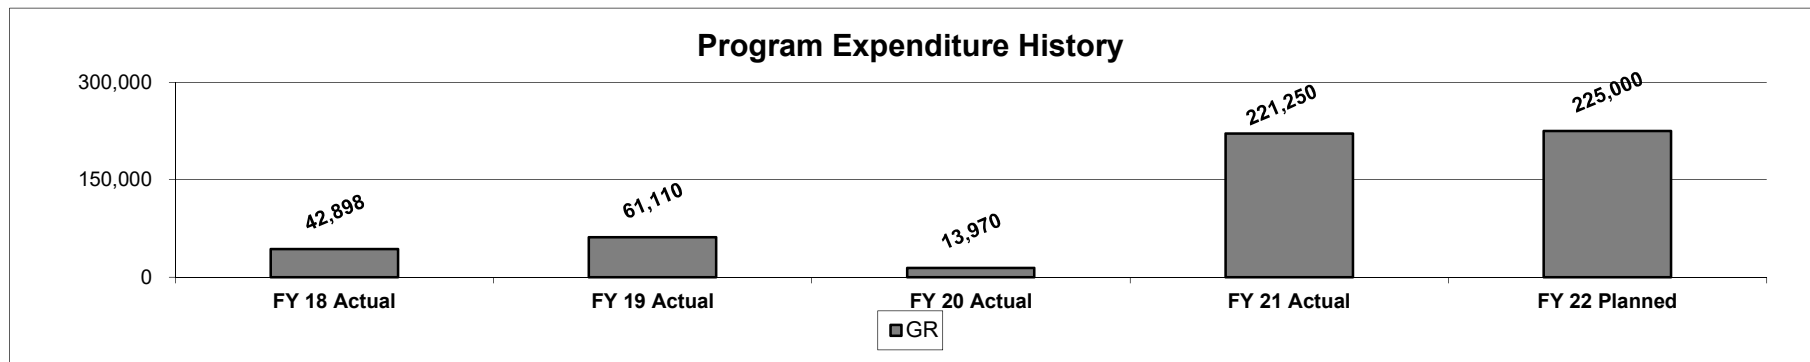 Program Expenditure History
300,000
150,000
0
42,898
61,110
13,970
221,250
225,000
FY 18 Actual
FY 19 Actual
FY 20 Actual
FY 21 Actual
FY 22 Planned
GR